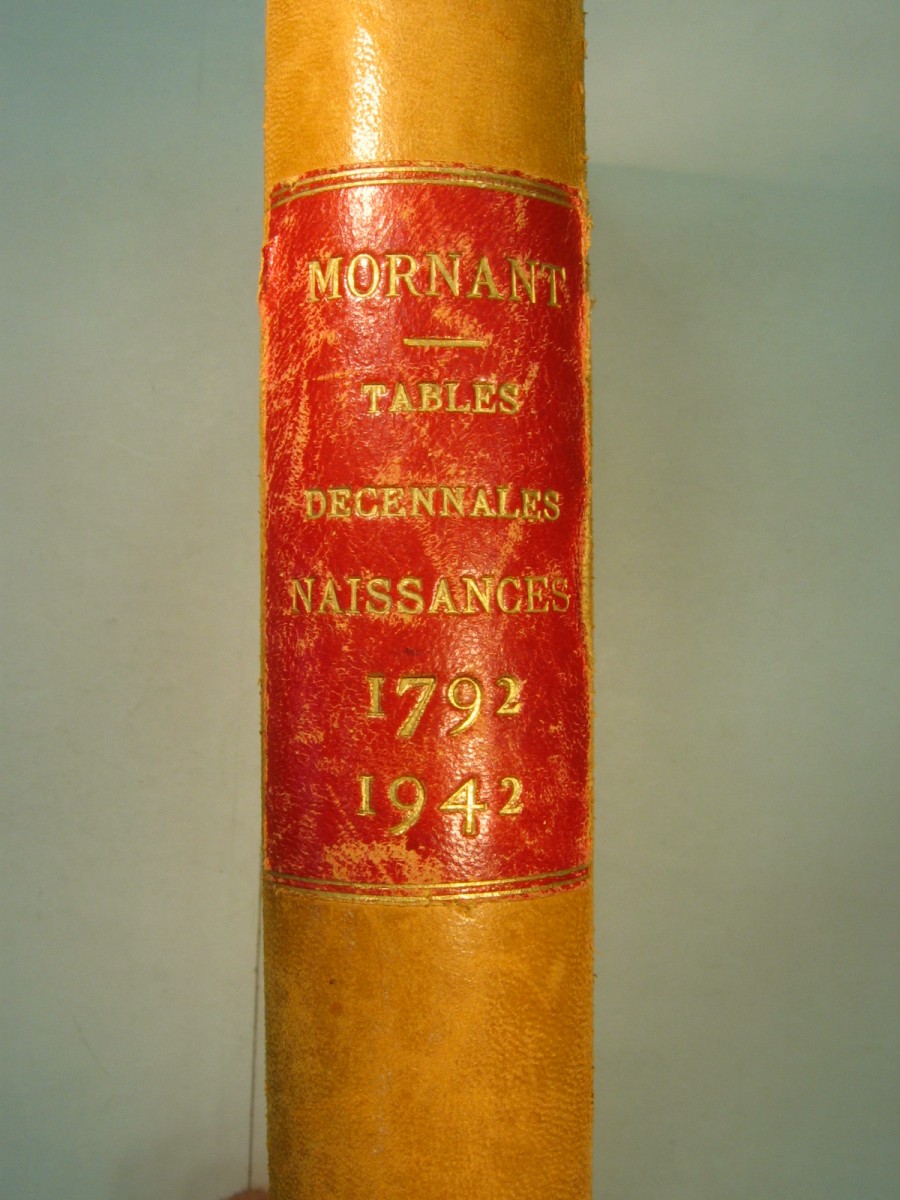 MORNANT
TABLES
DECENNALES
NAISSANCES
1792
1942